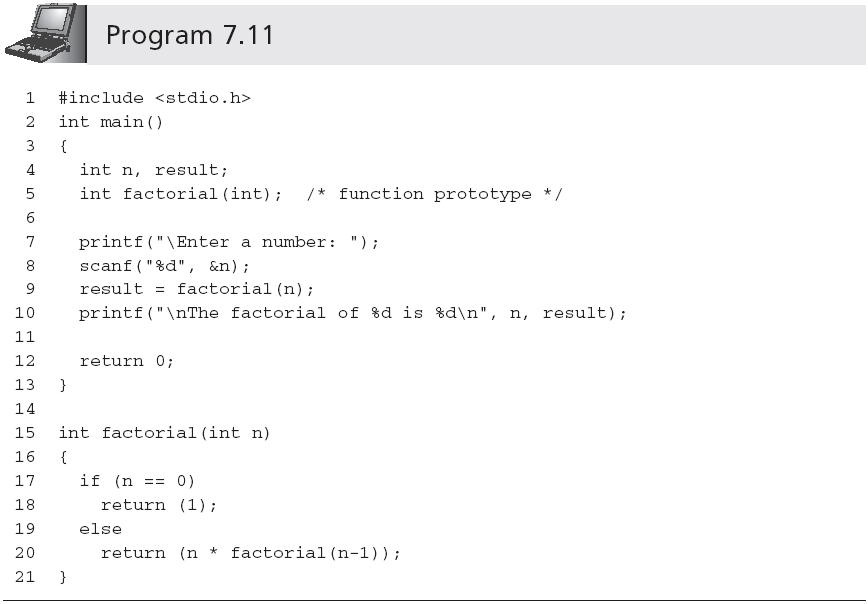 Program 7.11
1 #include <stdio.h>
2 int main()
3 {
4   int n, result;
5   int factorial(int);  /* function prototype */
6
7   printf("\Enter a number: ");
8   scanf("%d", &n);
9   result = factorial(n);
10   printf("\nThe factorial of %d is %d\n", n, result);
11
12   return 0;
13 }
14
15 int factorial(int n)
16 {
17   if (n == 0)
18     return (1);
19   else
20     return (n * factorial(n-1));
21 }